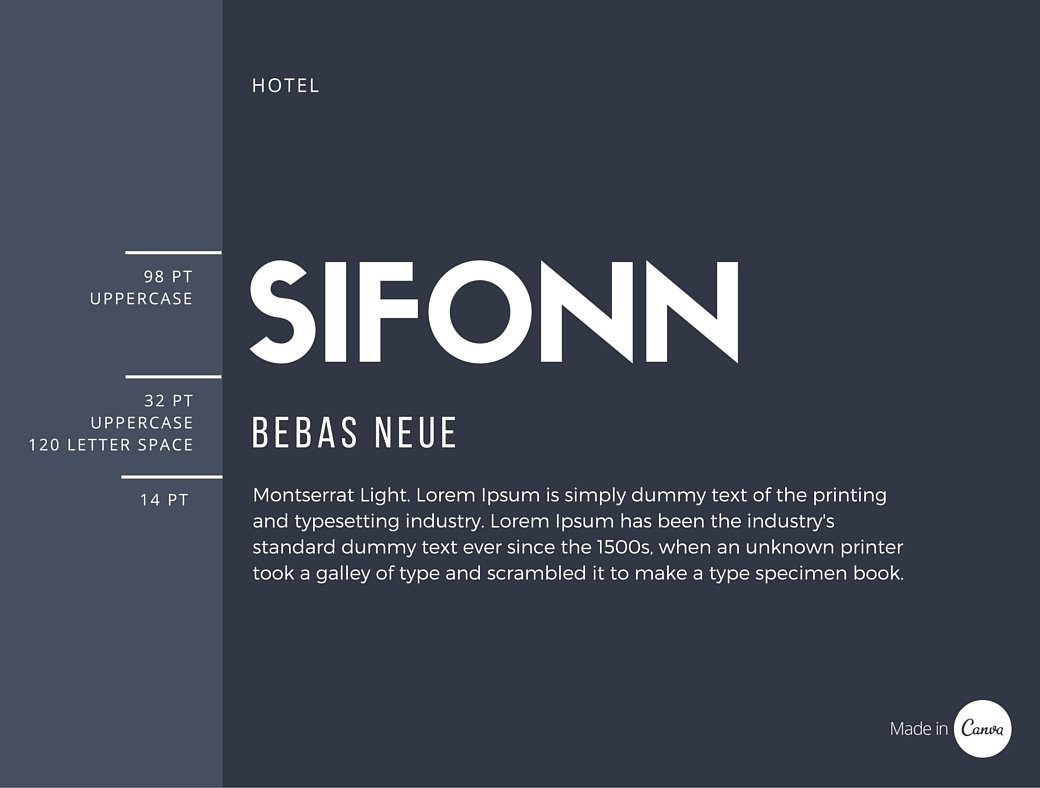 HOTEL
98 PT
UPPERCASE
SIFONN
32 PT
UPPERCASE
120 LETTER SPACE
BEBAS NEUE
14 PT
Montserrat Light. Lorem Ipsum is simply dummy text of the printing
and typesetting industry. Lorem Ipsum has been the industry's
standard dummy text ever since the 1500s, when an unknown printer
took a galley of type and scrambled it to make a type specimen book.
Made in Canva